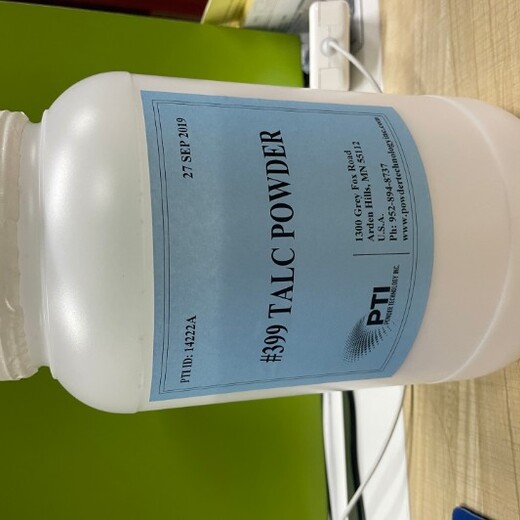 PTI ID: 14222A
27 SEP 2019
#399 TALC POWDER
PTI
POWDER TECHNOLOGY INC.
1300 Grey Fox Road
Arden Hills, MN 55112
U.S.A.
Ph: 952-894-8737
www.powdertechnologyinc.com